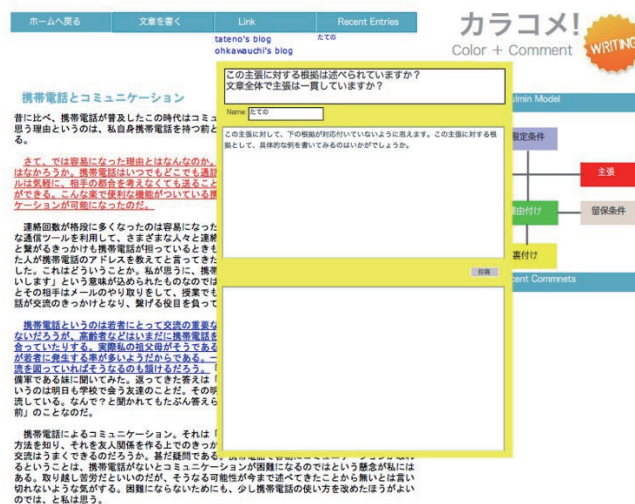 ホームへ戻る
文章を書く
Link
Recent Entries
tateno's blog
ohkawauchi's blog
たての
カラコメ!
Color + Comment
WRITING
携帯電話とコミュニケーション
昔に比べ、携帯電話が普及したこの時代はコミュ
思う理由というのは、私自身携帯電話を持つ前と
る。
さて、では容易になった理由とはなんなのか。
はなかろうか。携帯電話はいつでもどこでも通話
ルは気軽に、相手の都合を考えなくても送ること
ができる。こんな楽で便利な機能がついている携
ケーションが可能になったのだ。
連絡回数が格段に多くなったのは容易になった
な通信ツールを利用して、さまざまな人々と連絡
と繋がるきっかけも携帯電話が担っているときも
た人が携帯電話のアドレスを教えてと言ってきた
した。これはどういうことか。私が思うに、携帯
いします」という意味が込められたものなのでは
とその相手はメールのやり取りをして、授業でも
話が交流のきっかけとなり、繋げる役目を負って
携帯電話というのは若者にとって交流の重要な
ないだろうが、高齢者などはいまだに携帯電話を
合っていたりする。実際私の祖父母がそうである
が若者に発生する率が多いようだからである。一
流を図っていればそうなるのも頷けるだろう。「
備軍である妹に聞いてみた。返ってきた答えは「
いうのは明日も学校で会う友達のことだ。その明
流している。なんで?と聞かれてもたぶん答えら
前」のことなのだ。
携帯電話によるコミュニケーション。それは「
方法を知り、それを友人関係を作る上でのきっか
交流はうまくできるのだろうか。甚だ疑問である。
るということは、携帯電話がないとコミュニケーションが困難になるのではという懸念が私には
ある。取り越し苦労だといいのだが、そうなる可能性が今まで述べてきたことから無いとは言い
切れないような気がする。困難にならないためにも、少し携帯電話の使い方を改めたほうがよい
のでは、と私は思う。
この主張に対する根拠は述べられていますか?
文章全体で主張は一貫していますか?
Name: たての
この主張に対して、下の根拠が対応付いていないように思えます。この主張に対する根
拠として、具体的な例を書いてみるのはいかがでしょうか。
投稿
ulmin Model
限定条件
主張
理由付け
留保条件
裏付け
cent Commnets